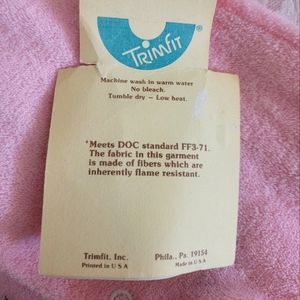 TRIMFIT®
Machine wash in warm water
No bleach.
Tumble dry – Low heat.
*Meets DOC standard FF3-71.
The fabric in this garment
is made of fibers which are
inherently flame resistant.
Trimfit, Inc. Phila., Pa. 19154
Printed in U S A Made in U S A